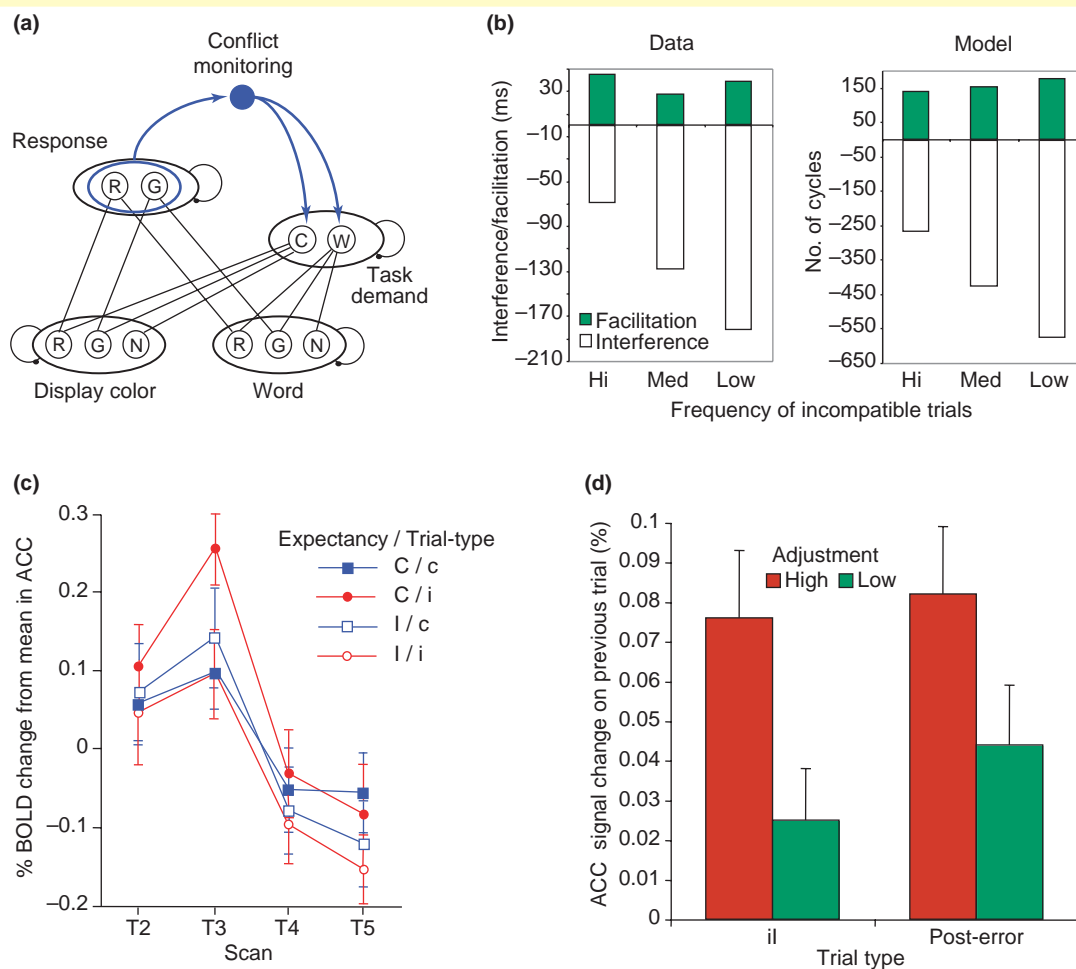 (a)
Conflict
monitoring
Response
R G
C W
Task
demand
R G N
R G N
Display color
Word
(b)
Data
Model
Interference/facilitation (ms)
30
–10
–50
–90
–130
–170
–210
Facilitation
Interference
Hi Med Low
No. of cycles
150
50
–50
–150
–250
–350
–450
–550
–650
Hi Med Low
Frequency of incompatible trials
(c)
% BOLD change from mean in ACC
0.3
0.2
0.1
0
–0.1
–0.2
Expectancy / Trial-type
C / c
C / i
I / c
I / i
T2 T3 T4 T5
Scan
(d)
ACC signal change on previous trial (%)
0.1
0.09
0.08
0.07
0.06
0.05
0.04
0.03
0.02
0.01
0
Adjustment
High Low
iI Post-error
Trial type